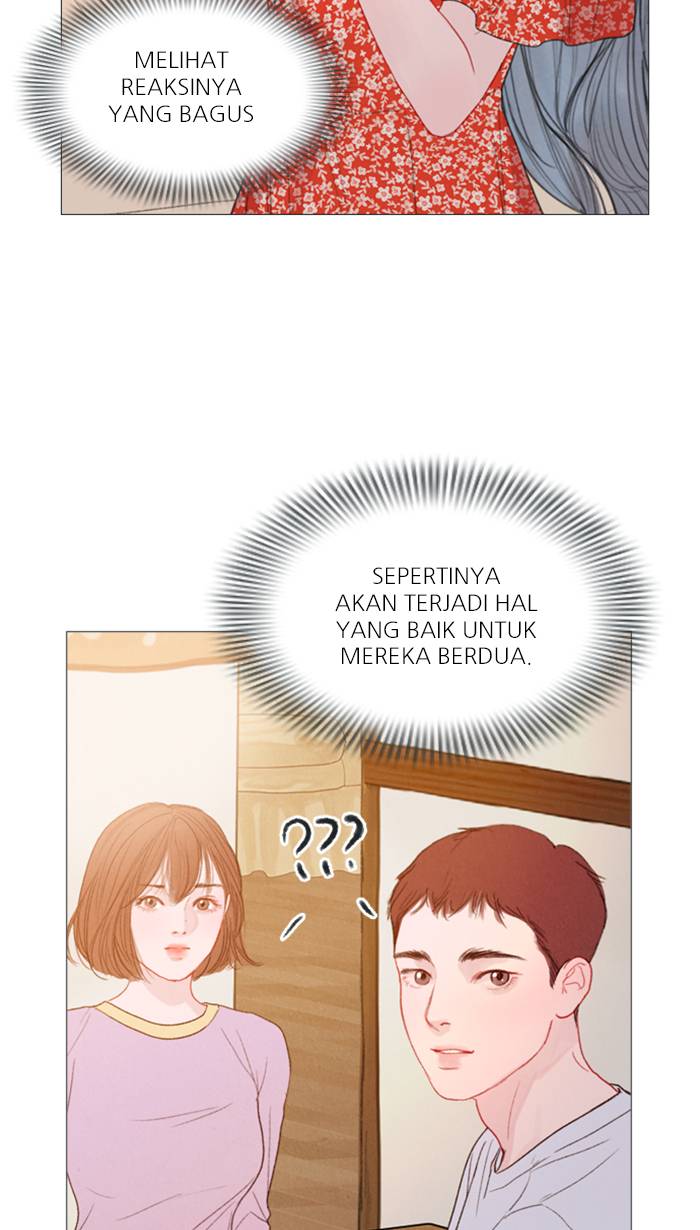 MELIHAT
REAKSINYA
YANG BAGUS
SEPERTINYA
AKAN TERJADI HAL
YANG BAIK UNTUK
MEREKA BERDUA.
???